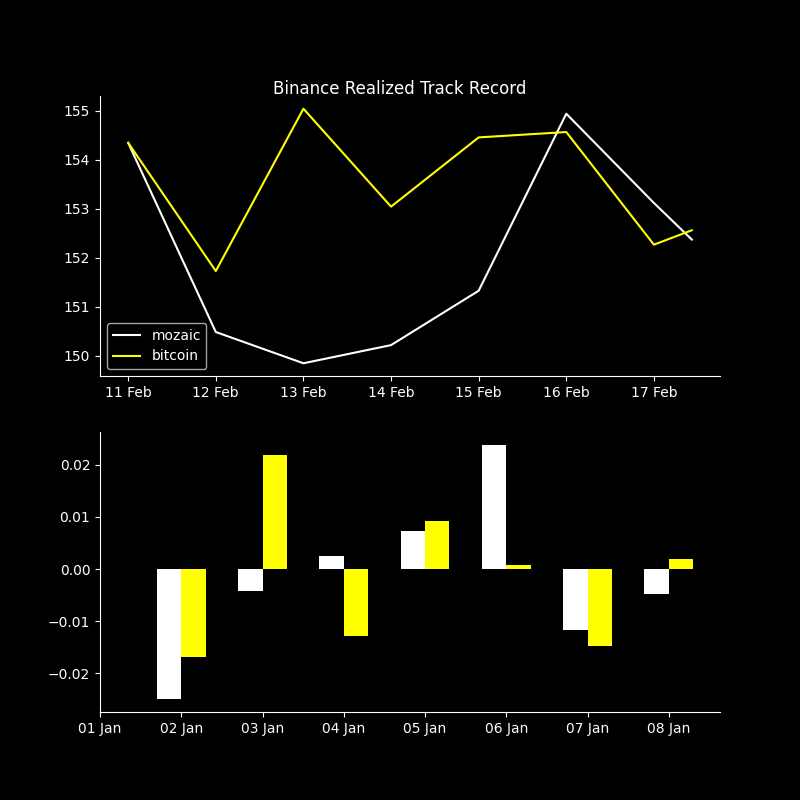 Binance Realized Track Record
155
154
153
152
151
150
mozaic
bitcoin
11 Feb 12 Feb 13 Feb 14 Feb 15 Feb 16 Feb 17 Feb
0.02
0.01
0.00
−0.01
−0.02
01 Jan 02 Jan 03 Jan 04 Jan 05 Jan 06 Jan 07 Jan 08 Jan